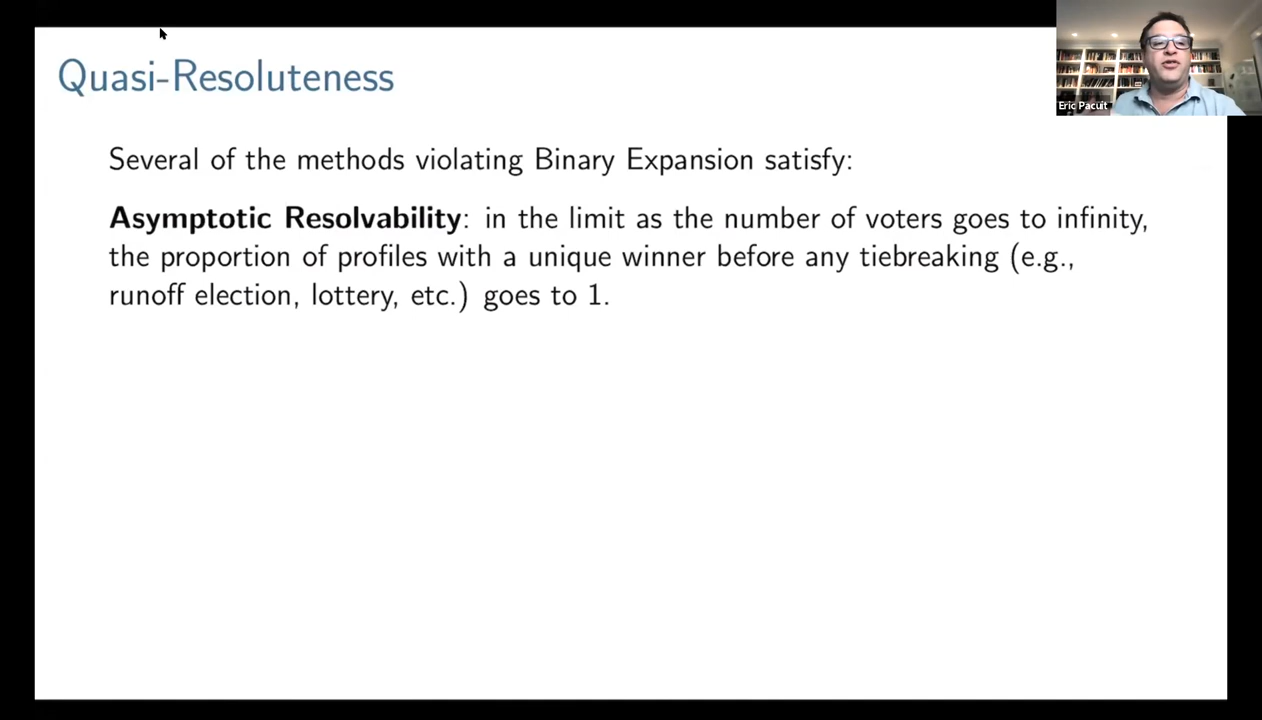 Quasi-Resoluteness
Eric Pacuit
Several of the methods violating Binary Expansion satisfy:
Asymptotic Resolvability: in the limit as the number of voters goes to infinity,
the proportion of profiles with a unique winner before any tiebreaking (e.g.,
runoff election, lottery, etc.) goes to 1.